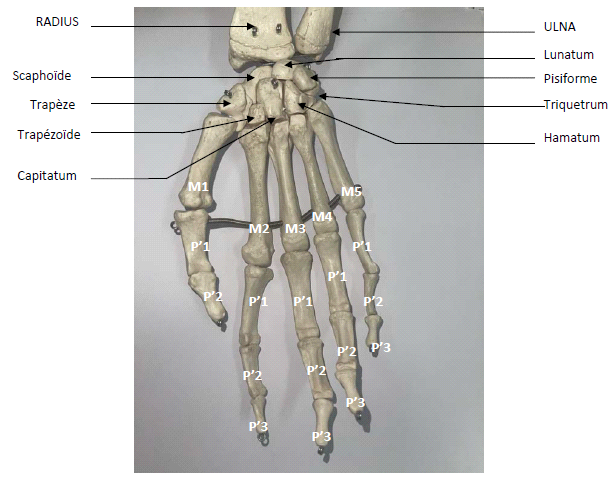 RADIUS
ULNA
Lunatum
Scaphoïde
Pisiforme
Trapèze
Triquetrum
Trapézoïde
Hamatum
Capitatum
M1
M5
M4
M2
M3
P'1
P'1
P'1
P'2
P'1
P'1
P'2
P'3
P'2
P'2
P'2
P'3
P'3
P'3